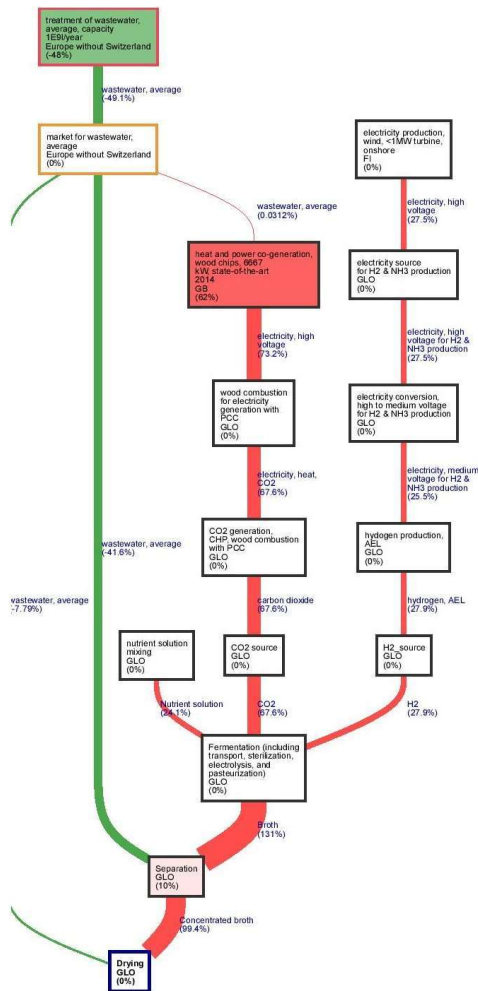 treatment of wastewater,
average, capacity
1E9l/year
Europe without Switzerland
(-48%)
wastewater, average
(-49.1%)
market for wastewater,
average
Europe without Switzerland
(0%)
electricity production,
wind, <1MW turbine,
onshore
FI
(0%)
wastewater, average
(0.0312%)
electricity, high
voltage
(27.5%)
heat and power co-generation,
wood chips, 6667
kW, state-of-the-art
2014
GB
(62%)
electricity source
for H2 & NH3 production
GLO
(0%)
electricity, high
voltage
(73.2%)
electricity, high
voltage for H2 &
NH3 production
(27.5%)
wood combustion
for electricity
generation with
PCC
GLO
(0%)
electricity conversion,
high to medium voltage
for H2 & NH3 production
GLO
(0%)
electricity, heat,
CO2
(67.6%)
electricity, medium
voltage for H2 &
NH3 production
(25.5%)
CO2 generation,
CHP, wood combustion
with PCC
GLO
(0%)
hydrogen production,
AEL
GLO
(0%)
wastewater, average
(-41.6%)
wastewater, average
(-7.79%)
carbon dioxide
(67.6%)
hydrogen, AEL
(27.9%)
nutrient solution
mixing
GLO
(0%)
CO2 source
GLO
(0%)
H2_source
GLO
(0%)
Nutrient solution
(24.1%)
CO2
(67.6%)
H2
(27.9%)
Fermentation (including
transport, sterilization,
electrolysis, and
pasteurization)
GLO
(0%)
Broth
(131%)
Separation
GLO
(10%)
Concentrated broth
(99.4%)
Drying
GLO
(0%)